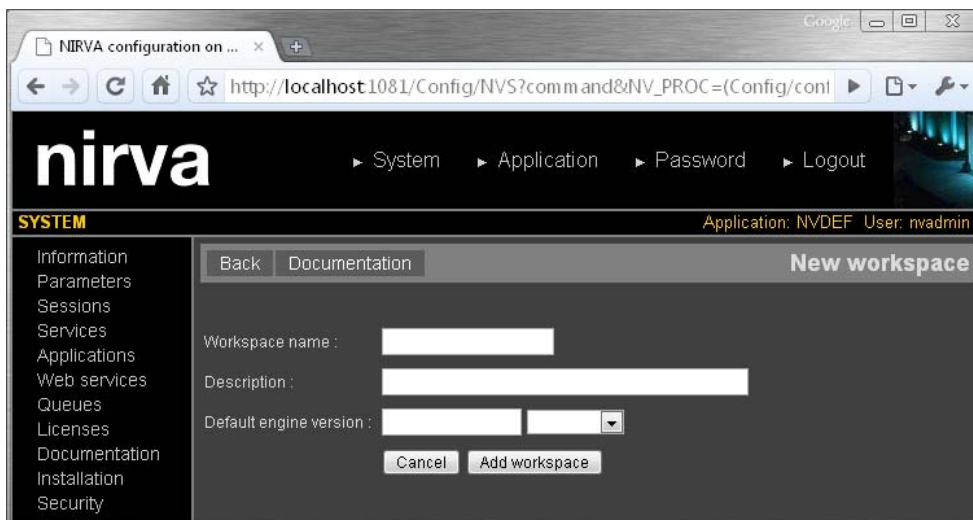 Google
NIRVA configuration on ...
http://localhost:1081/Config/NVS?command&NV_PROC=(Config/conf
nirva
► System ► Application ► Password ► Logout
SYSTEM
Application: NVDEF User: nvadmin
Information
Parameters
Sessions
Services
Applications
Web services
Queues
Licenses
Documentation
Installation
Security
Back Documentation
New workspace
Workspace name :
Description :
Default engine version :
Cancel Add workspace